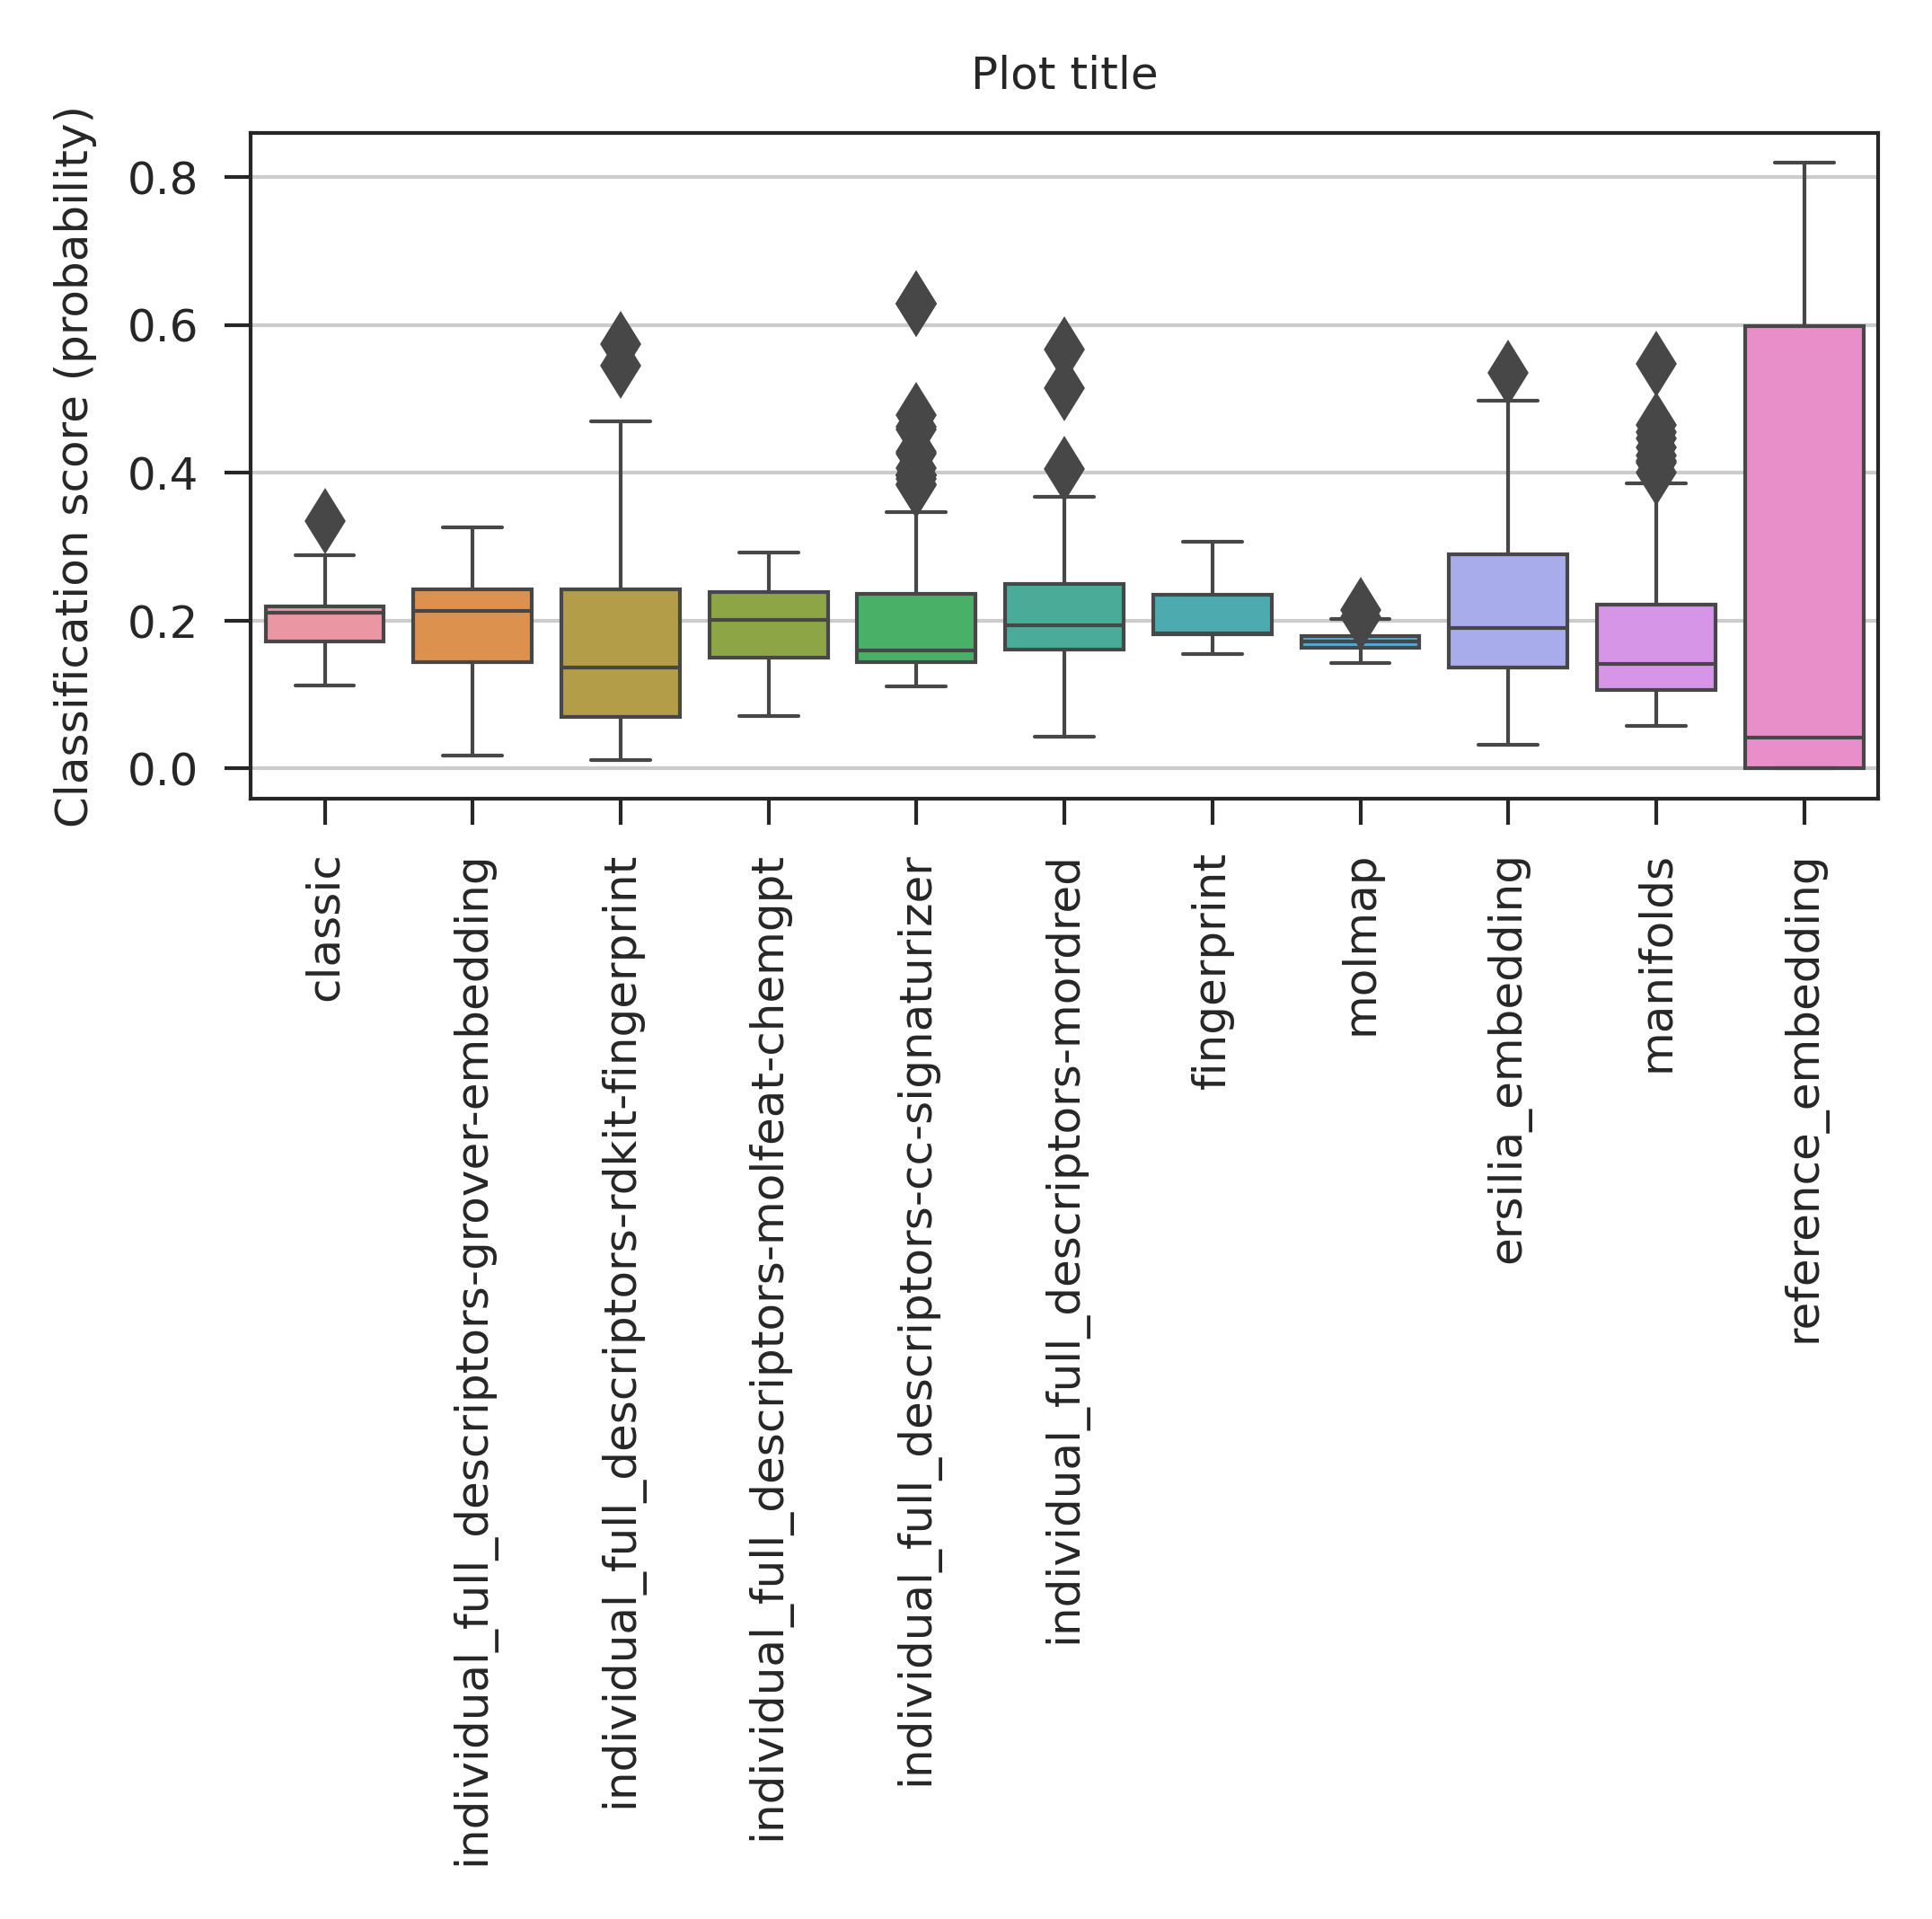 Plot title
Classification score (probability)
0.8
0.6
0.4
0.2
0.0
classic
individual_full_descriptors-grover-embedding
individual_full_descriptors-rdkit-fingerprint
individual_full_descriptors-molfeat-chemgpt
individual_full_descriptors-cc-signaturizer
individual_full_descriptors-mordred
fingerprint
molmap
ersilia_embedding
manifolds
reference_embedding